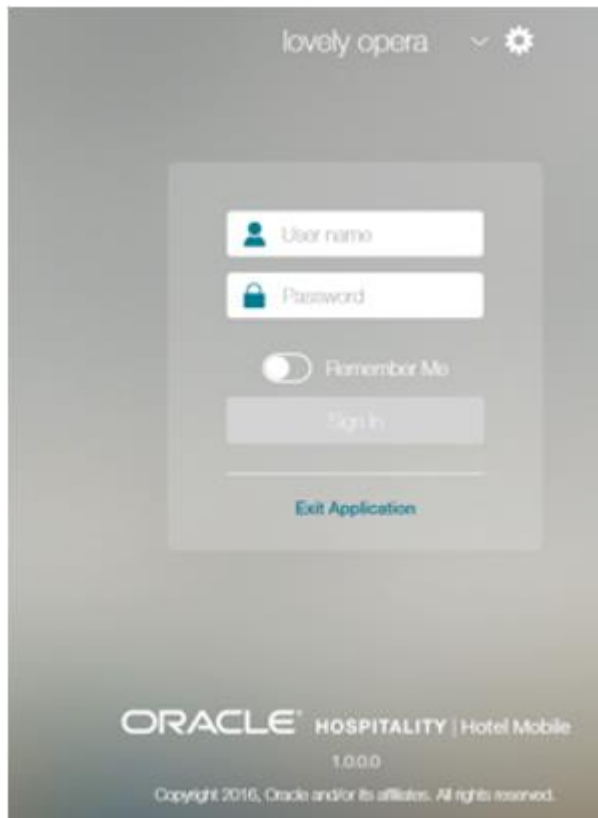 lovely opera
User name
Password
Remember Me
Sign In
Exit Application
ORACLE® HOSPITALITY | Hotel Mobile
1.0.0.0
Copyright 2016, Oracle and/or its affiliates. All rights reserved.